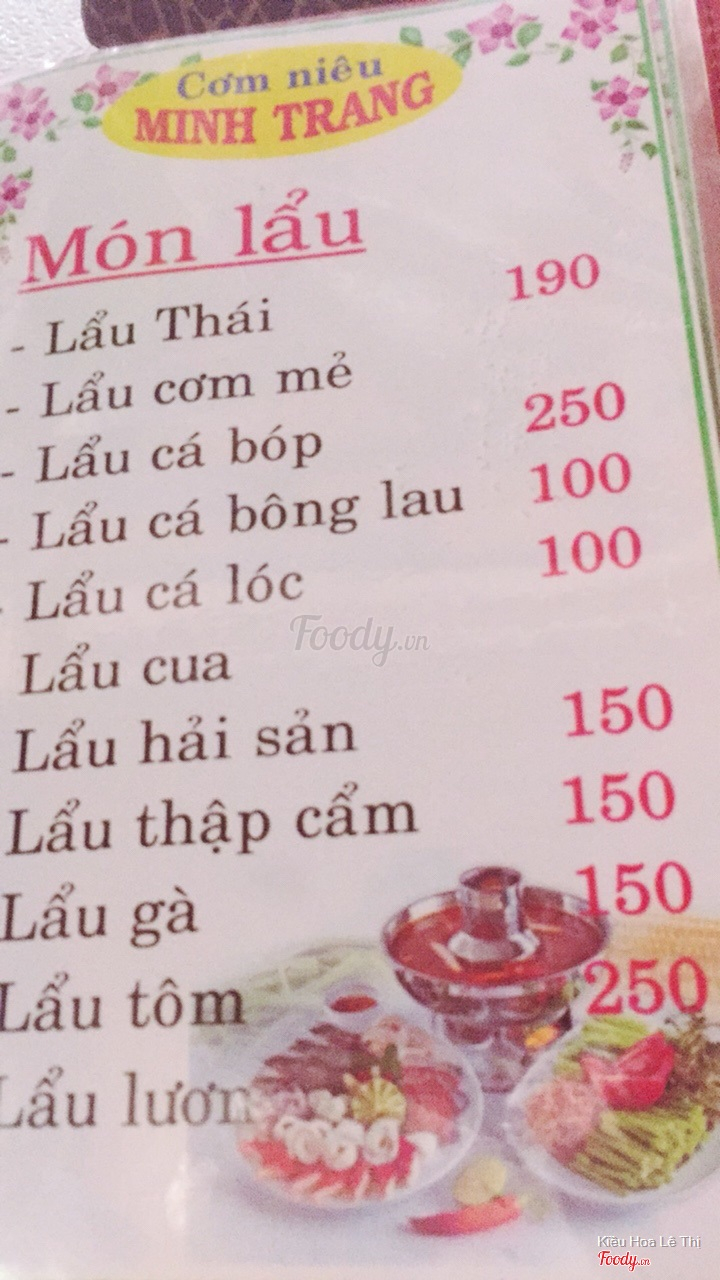 Cơm niêu
MINH TRANG
Món lẩu
- Lẩu Thái 190
- Lẩu cơm mẻ
- Lẩu cá bóp 250
- Lẩu cá bông lau 100
- Lẩu cá lóc 100
Lẩu cua
Lẩu hải sản 150
Lẩu thập cẩm 150
Lẩu gà 150
Lẩu tôm 250
Lẩu lươn
Foody.vn
Kiều Hoa Lê Thị
Foody.vn